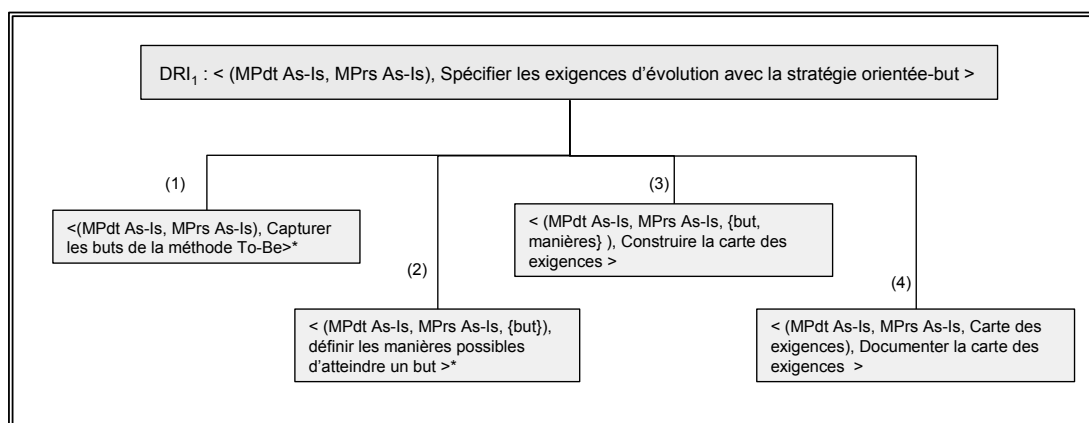 DRI1 : < (MPdt As-Is, MPrs As-Is), Spécifier les exigences d’évolution avec la stratégie orientée-but >
(1)
<(MPdt As-Is, MPrs As-Is), Capturer
les buts de la méthode To-Be>*
(2)
< (MPdt As-Is, MPrs As-Is, {but}),
définir les manières possibles
d’atteindre un but >*
(3)
< (MPdt As-Is, MPrs As-Is, {but,
manières} ), Construire la carte des
exigences >
(4)
< (MPdt As-Is, MPrs As-Is, Carte des
exigences), Documenter la carte des
exigences >